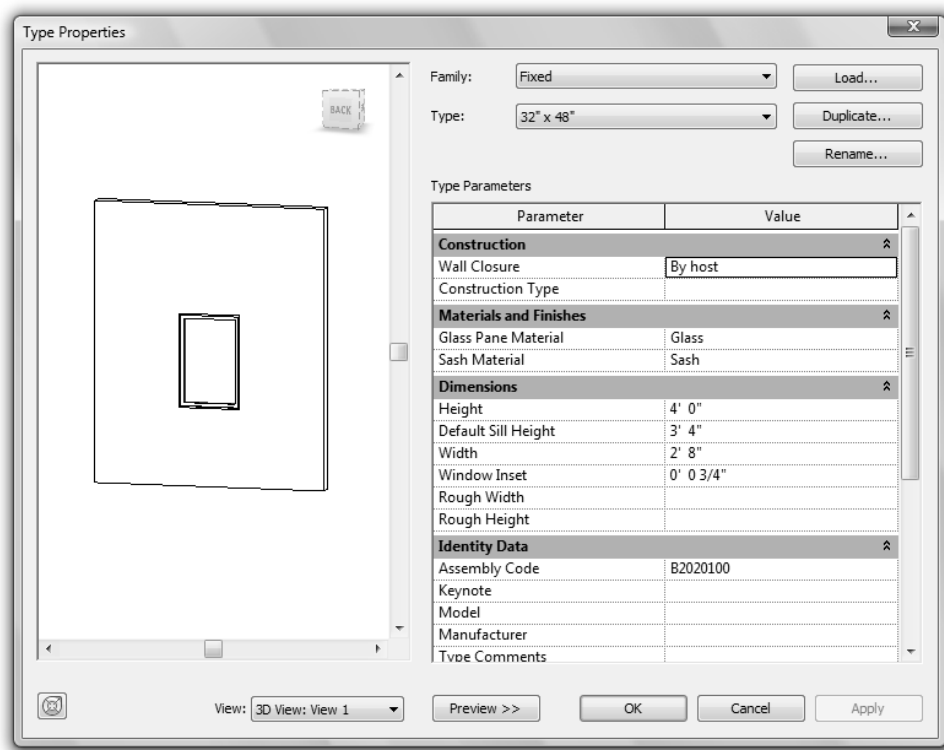 Type Properties
BACK
Family: Fixed Load...
Type: 32" x 48" Duplicate...
Rename...
Type Parameters
Parameter Value
Construction
Wall Closure By host
Construction Type
Materials and Finishes
Glass Pane Material Glass
Sash Material Sash
Dimensions
Height 4' 0"
Default Sill Height 3' 4"
Width 2' 8"
Window Inset 0' 0 3/4"
Rough Width
Rough Height
Identity Data
Assembly Code B2020100
Keynote
Model
Manufacturer
Type Comments
View: 3D View: View 1 Preview >> OK Cancel Apply